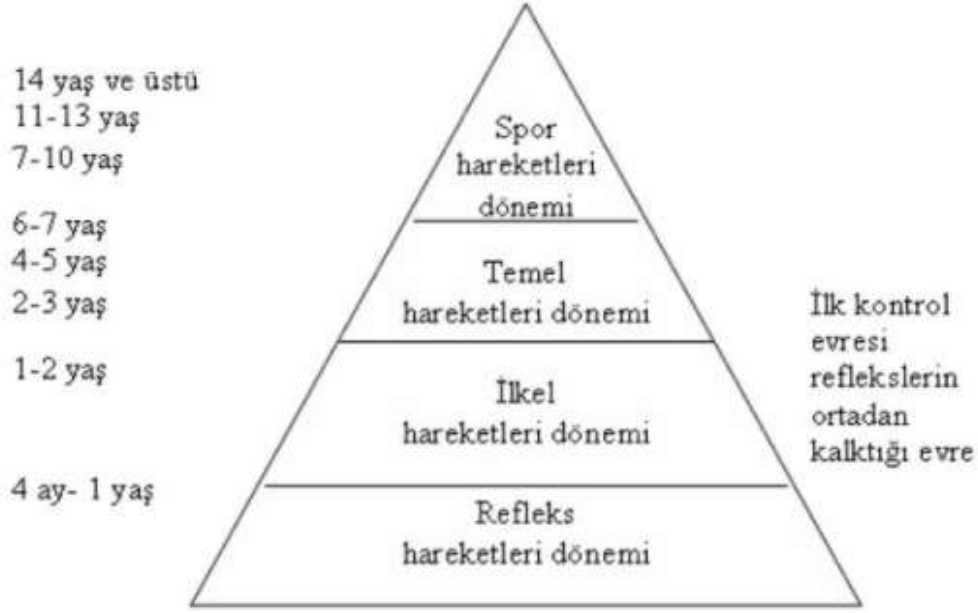 14 yaş ve üstü
11-13 yaş
7-10 yaş
6-7 yaş
4-5 yaş
2-3 yaş
1-2 yaş
4 ay- 1 yaş
Spor
hareketleri
dönemi
Temel
hareketleri dönemi
İlkel
hareketleri dönemi
Refleks
hareketleri dönemi
İlk kontrol
evresi
reflekslerin
ortadan
kalktığı evre